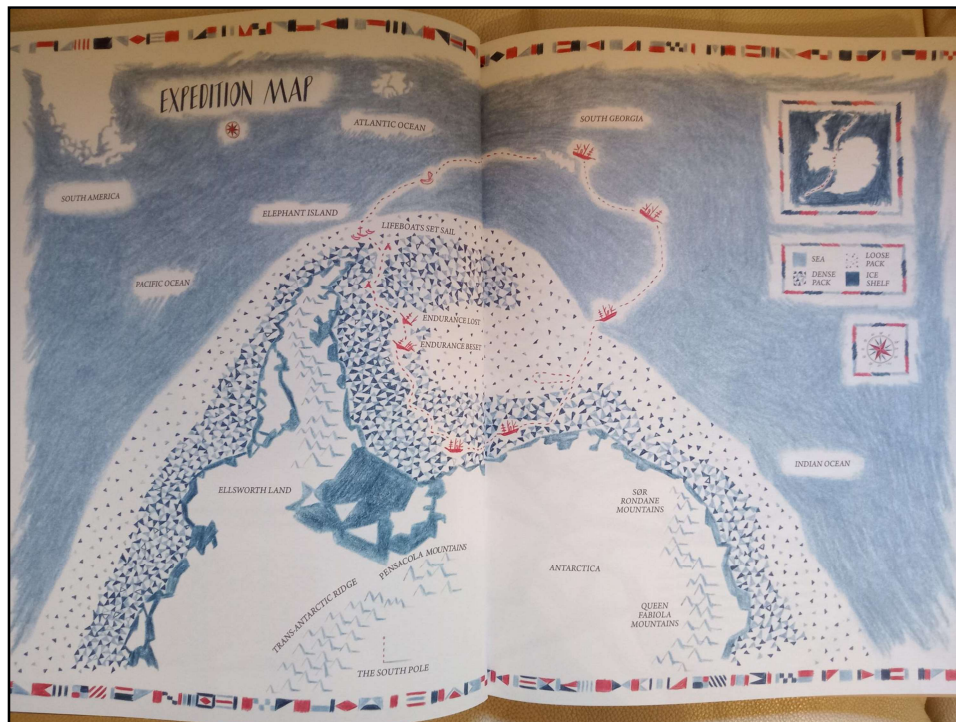 EXPEDITION MAP
ATLANTIC OCEAN
SOUTH GEORGIA
SOUTH AMERICA
ELEPHANT ISLAND
LIFEBOATS SET SAIL
PACIFIC OCEAN
SEA
LOOSE
PACK
DENSE
PACK
ICE
SHELF
ENDURANCE LOST
ENDURANCE BESET
INDIAN OCEAN
ELLSWORTH LAND
SØR
RONDANE
MOUNTAINS
PENSACOLA MOUNTAINS
ANTARCTICA
TRANS ANTARCTIC RIDGE
QUEEN
FABIOLA
MOUNTAINS
THE SOUTH POLE